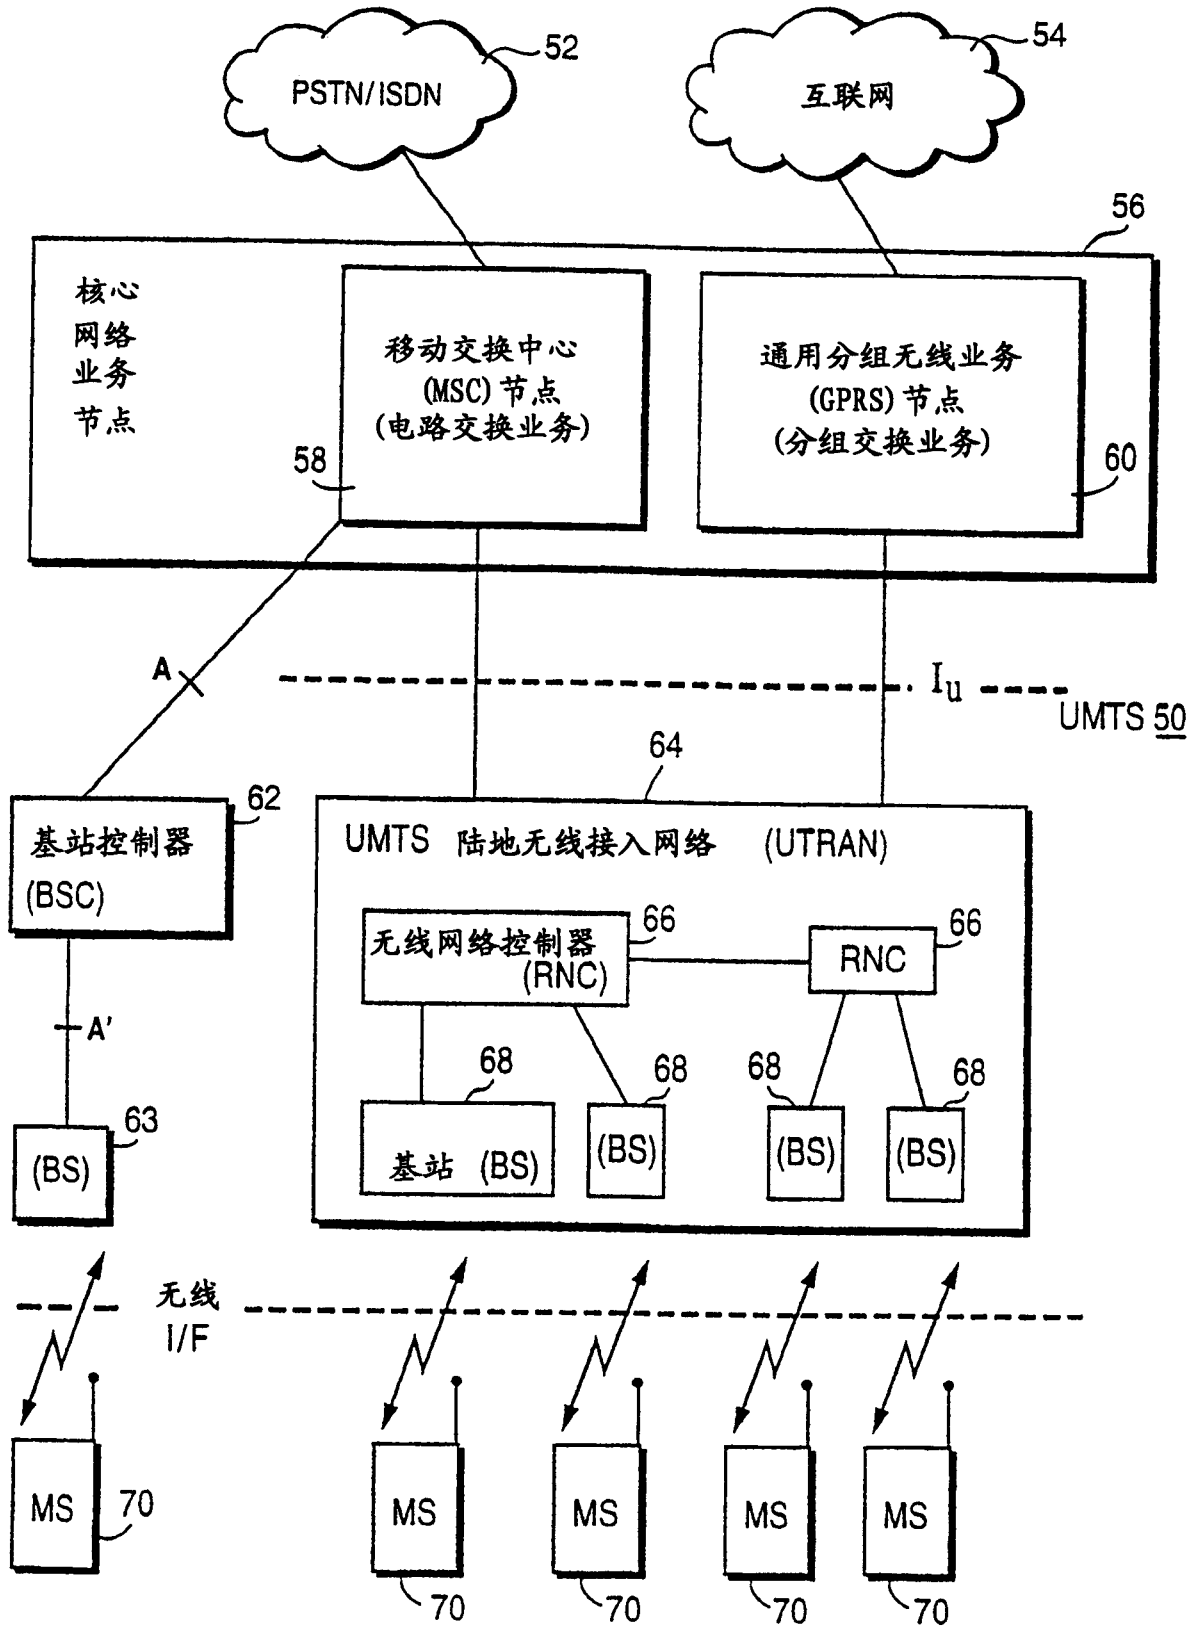 52
54
PSTN/ISDN
互联网
56
核心
网络
业务
节点
移动交换中心
(MSC) 节点
(电路交换业务)
58
通用分组无线业务
(GPRS) 节点
(分组交换业务)
60
A
Iu
UMTS 50
64
62
基站控制器
(BSC)
UMTS 陆地无线接入网络 (UTRAN)
66
无线网络控制器
(RNC)
66
RNC
A'
63
(BS)
68
基站 (BS)
68
(BS)
68
(BS)
68
(BS)
无线
I/F
MS
70
MS
70
MS
70
MS
70
MS
70